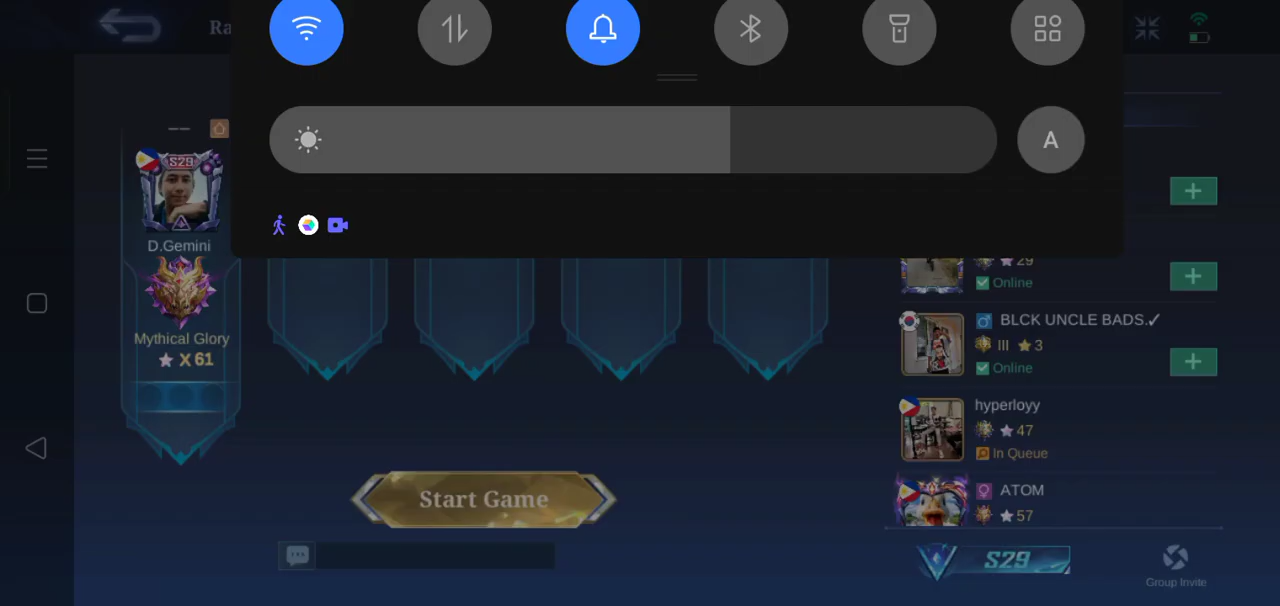 Ra
A
S29
D.Gemini
Mythical Glory
X 61
29
Online
BLCK UNCLE BADS.✓
III 3
Online
hyperloyy
47
In Queue
ATOM
57
Start Game
S29
Group Invite